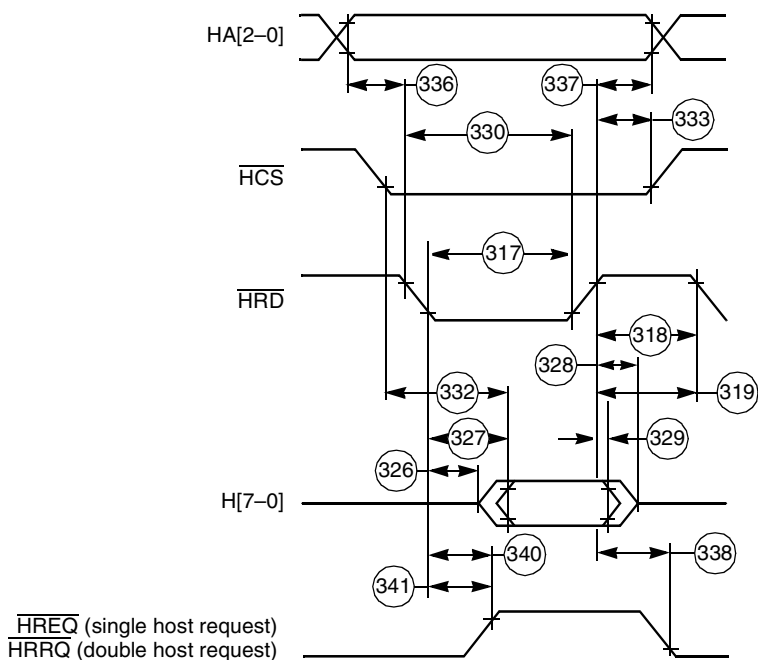 HA[2–0]
336
337
333
330
HCS
317
HRD
318
328
332
319
327
329
326
H[7–0]
340
338
341
HREQ (single host request)
HRRQ (double host request)